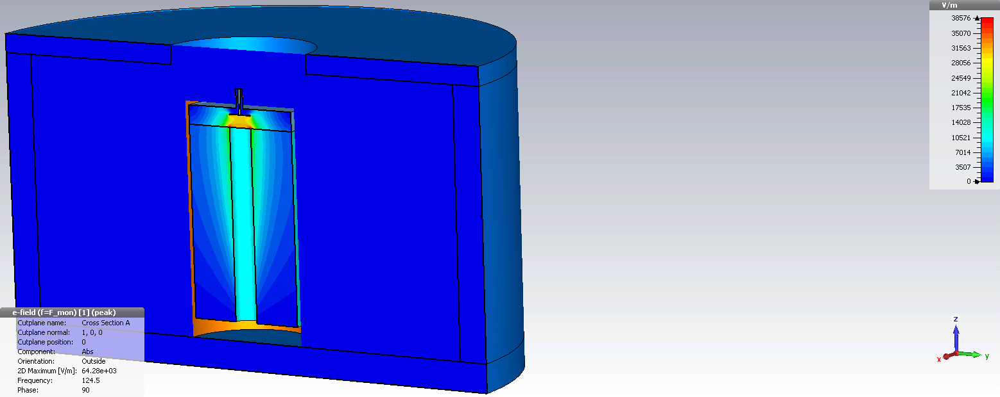 V/m
38576
35070
31563
28056
24549
21042
17535
14028
10521
7014
3507
0
e-field (f=F_mon) [1] (peak)
Cutplane name: Cross Section A
Cutplane normal: 1, 0, 0
Cutplane position: 0
Component: Abs
Orientation: Outside
2D Maximum [V/m]: 64.28e+03
Frequency: 124.5
Phase: 90
z
x
y